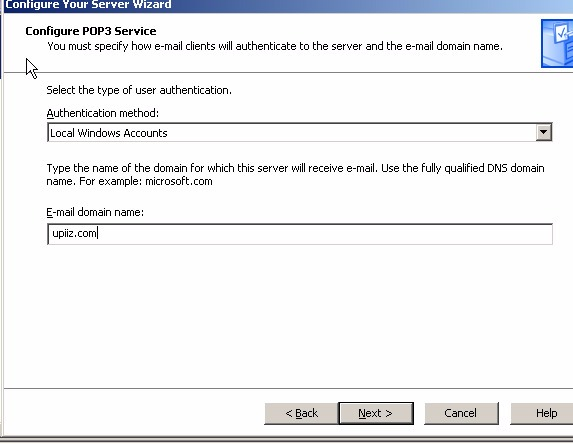 Configure Your Server Wizard
Configure POP3 Service
You must specify how e-mail clients will authenticate to the server and the e-mail domain name.
Select the type of user authentication.
Authentication method:
Local Windows Accounts
Type the name of the domain for which this server will receive e-mail. Use the fully qualified DNS domain
name. For example: microsoft.com
E-mail domain name:
upiiz.com
< Back Next > Cancel Help